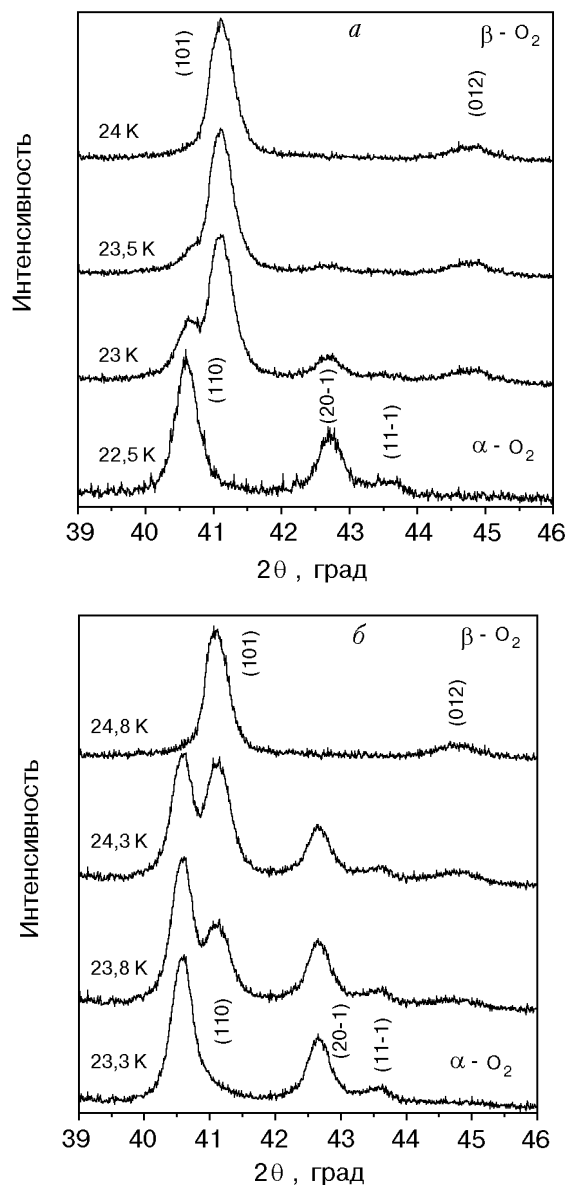 а
β - O₂
(101)
(012)
24 K
23,5 K
23 K
(110)
(20-1)
(11-1)
22,5 K
α - O₂
Интенсивность
39 40 41 42 43 44 45 46
2θ , град
б
β - O₂
(101)
(012)
24,8 K
24,3 K
23,8 K
(110)
(20-1)
(11-1)
23,3 K
α - O₂
Интенсивность
39 40 41 42 43 44 45 46
2θ , град